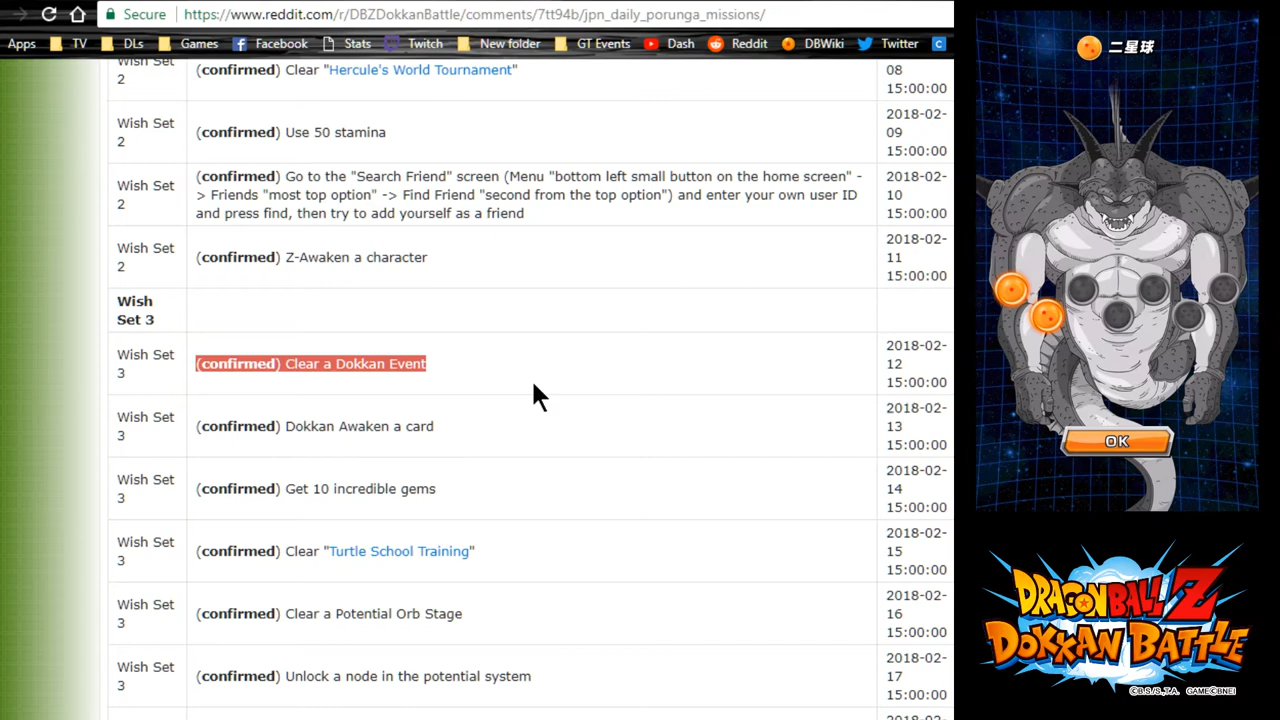 Secure https://www.reddit.com/r/DBZDokkanBattle/comments/7tt94b/jpn_daily_porunga_missions/
Apps TV DLs Games Facebook Stats Twitch New folder GT Events Dash Reddit DBWiki Twitter
Wish Set
2
(confirmed) Clear "Hercule's World Tournament"
08
15:00:00
Wish Set
2
(confirmed) Use 50 stamina
2018-02-
09
15:00:00
Wish Set
2
(confirmed) Go to the "Search Friend" screen (Menu "bottom left small button on the home screen" -
> Friends "most top option" -> Find Friend "second from the top option") and enter your own user ID
and press find, then try to add yourself as a friend
2018-02-
10
15:00:00
Wish Set
2
(confirmed) Z-Awaken a character
2018-02-
11
15:00:00
Wish
Set 3
Wish Set
3
(confirmed) Clear a Dokkan Event
2018-02-
12
15:00:00
Wish Set
3
(confirmed) Dokkan Awaken a card
2018-02-
13
15:00:00
Wish Set
3
(confirmed) Get 10 incredible gems
2018-02-
14
15:00:00
Wish Set
3
(confirmed) Clear "Turtle School Training"
2018-02-
15
15:00:00
Wish Set
3
(confirmed) Clear a Potential Orb Stage
2018-02-
16
15:00:00
Wish Set
3
(confirmed) Unlock a node in the potential system
2018-02-
17
15:00:00
二星球
OK
DRAGONBALL Z
DOKKAN BATTLE
©B.S./S.,T.A. GAME©BNEI